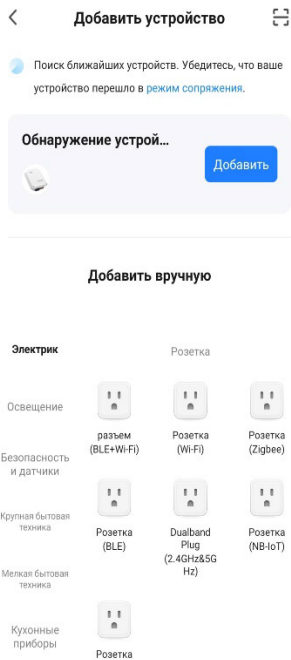 Добавить устройство
Поиск ближайших устройств. Убедитесь, что ваше
устройство перешло в режим сопряжения.
Обнаружение устрой...
Добавить
Добавить вручную
Электрик
Розетка
Освещение
разъем
(BLE+Wi-Fi)
Розетка
(Wi-Fi)
Розетка
(Zigbee)
Безопасность
и датчики
Крупная бытовая
техника
Розетка
(BLE)
Dualband
Plug
(2.4GHz&5G
Hz)
Розетка
(NB-IoT)
Мелкая бытовая
техника
Кухонные
приборы
Розетка